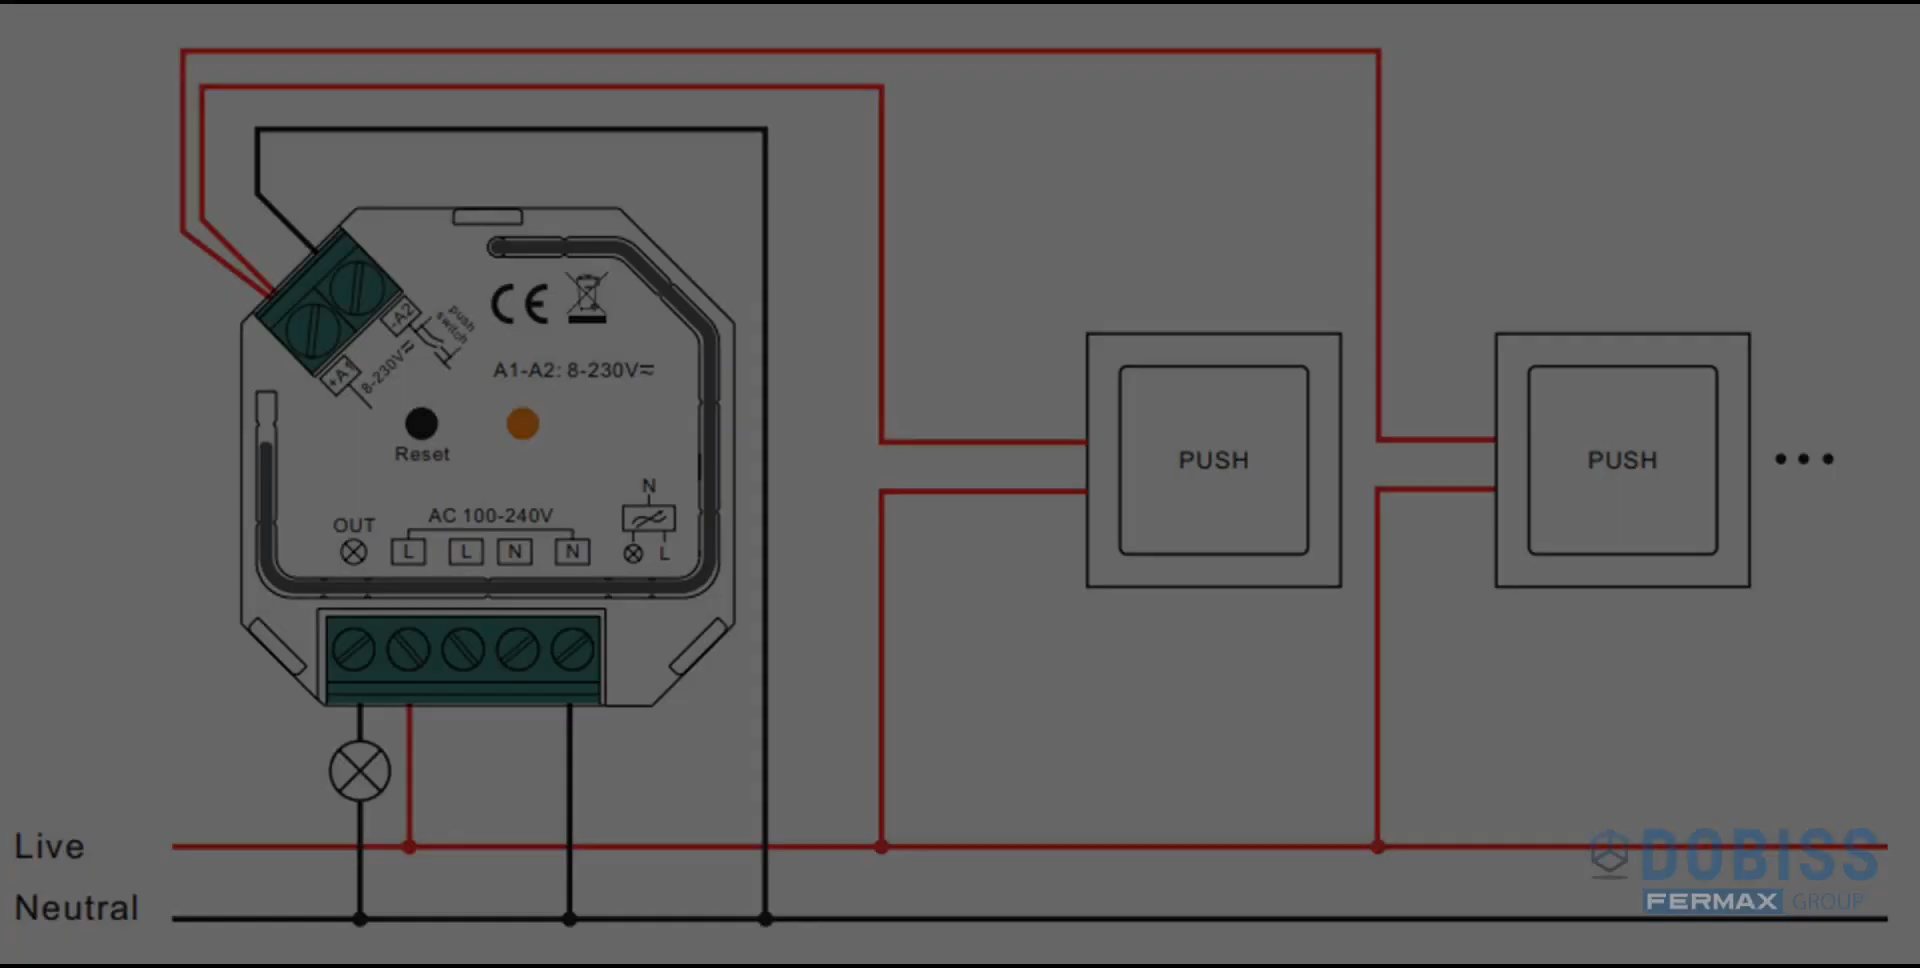 -A2
push
switch
+A1
8-230V
CE
A1-A2: 8-230V
Reset
PUSH
PUSH
N
OUT
AC 100-240V
L
L
N
N
L
Live
Neutral
DOBISS
FERMAX GROUP